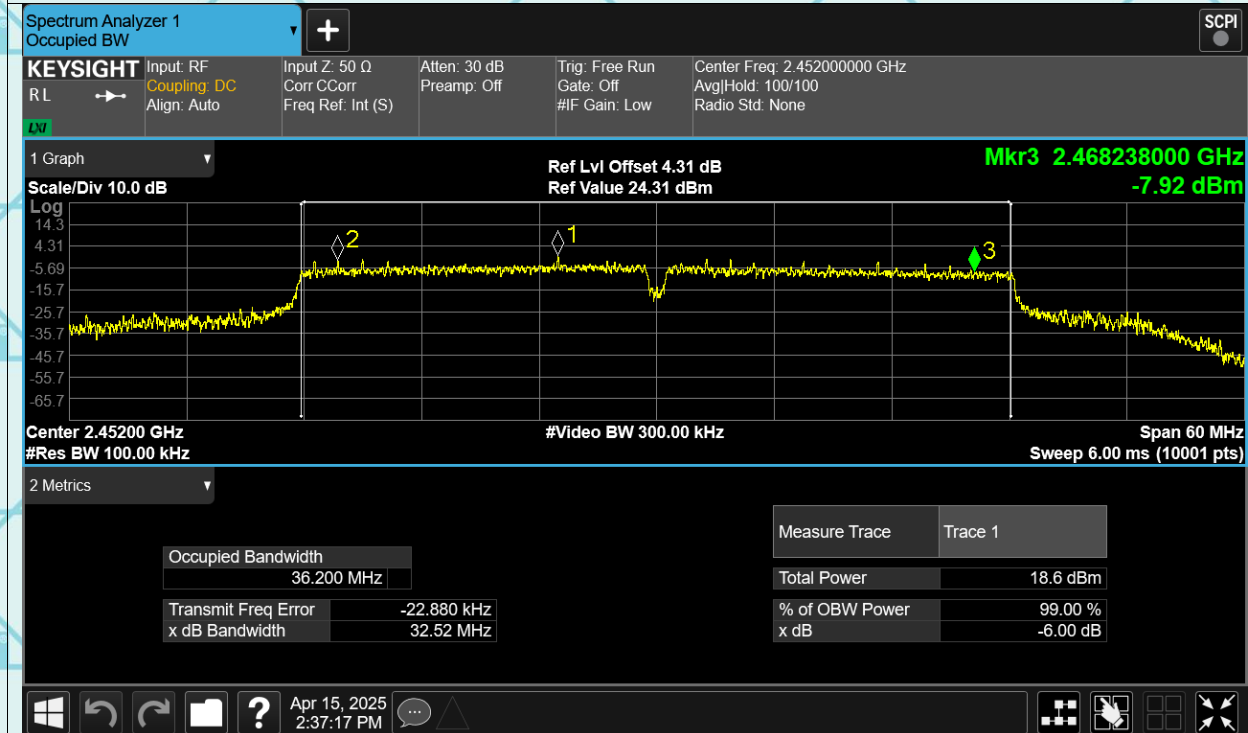 Spectrum Analyzer 1
Occupied BW
SCPI
KEYSIGHT
R L
LXI
Input: RF
Coupling: DC
Align: Auto
Input Z: 50 Ω
Corr CCorr
Freq Ref: Int (S)
Atten: 30 dB
Preamp: Off
Trig: Free Run
Gate: Off
#IF Gain: Low
Center Freq: 2.452000000 GHz
Avg|Hold: 100/100
Radio Std: None
1 Graph
Scale/Div 10.0 dB
Ref Lvl Offset 4.31 dB
Ref Value 24.31 dBm
Mkr3 2.468238000 GHz
-7.92 dBm
Log
14.3
4.31
-5.69
-15.7
-25.7
-35.7
-45.7
-55.7
-65.7
2
1
3
Center 2.45200 GHz
#Video BW 300.00 kHz
Span 60 MHz
#Res BW 100.00 kHz
Sweep 6.00 ms (10001 pts)
2 Metrics
Occupied Bandwidth
36.200 MHz
Transmit Freq Error -22.880 kHz
x dB Bandwidth 32.52 MHz
Measure Trace Trace 1
Total Power 18.6 dBm
% of OBW Power 99.00 %
x dB -6.00 dB
?
Apr 15, 2025
2:37:17 PM